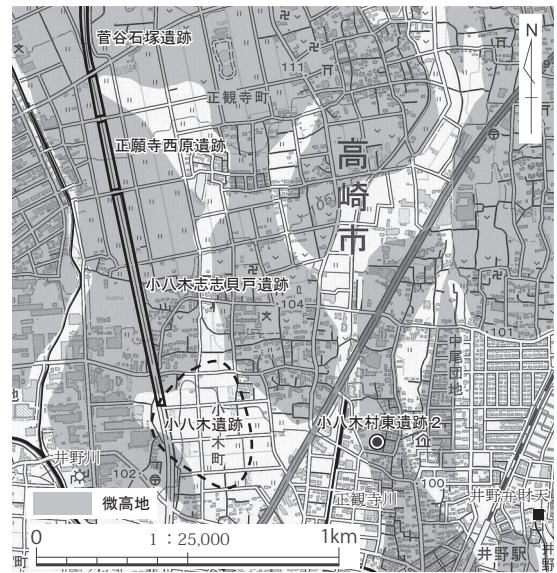 菅谷石塚遺跡
N
111
正観寺町
正願寺西原遺跡
高崎市
小八木志志貝戸遺跡
104
101
中尾団地
小八木遺跡
小八木町
小八木村東遺跡2
井野川
102
正観寺川
100
井野弁財天
微高地
0
1：25,000
1km
井野駅